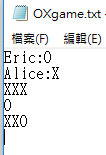 OXgame.txt -
檔案(F) 編輯(E)
Eric:O
Alice:X
XXX
O
XXO